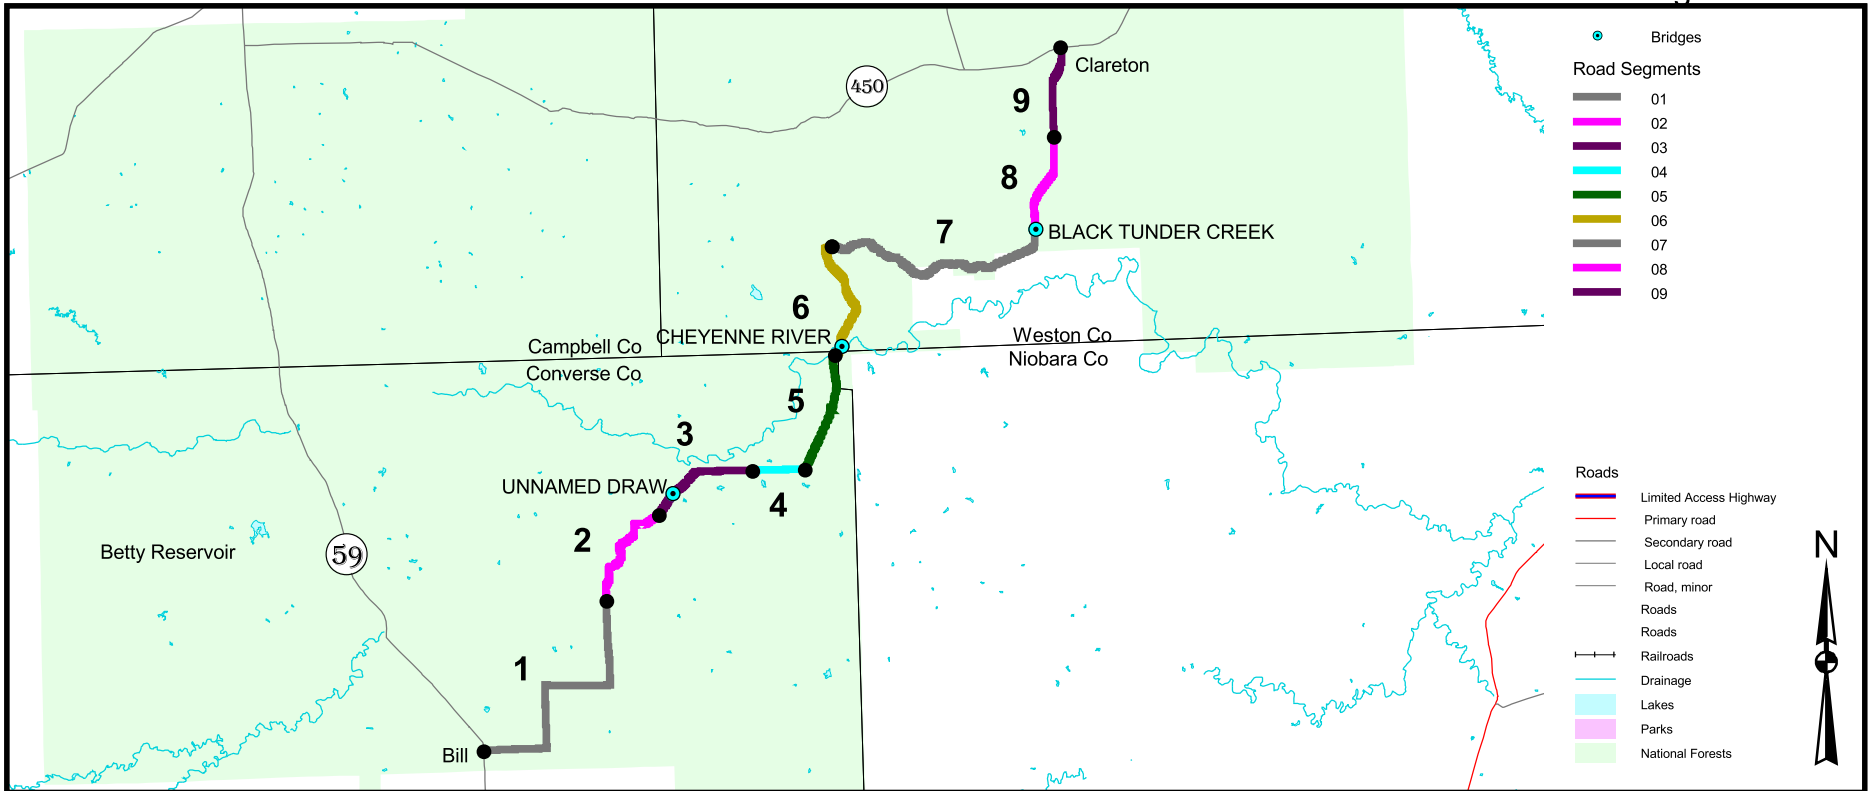 Clareton
450
9
8
7
BLACK TUNDER CREEK
6
CHEYENNE RIVER
Campbell Co
Converse Co
Weston Co
Niobara Co
5
3
4
UNNAMED DRAW
2
Betty Reservoir
59
1
Bill
Bridges
Road Segments
01
02
03
04
05
06
07
08
09
Roads
Limited Access Highway
Primary road
Secondary road
Local road
Road, minor
Roads
Roads
Railroads
Drainage
Lakes
Parks
National Forests
N